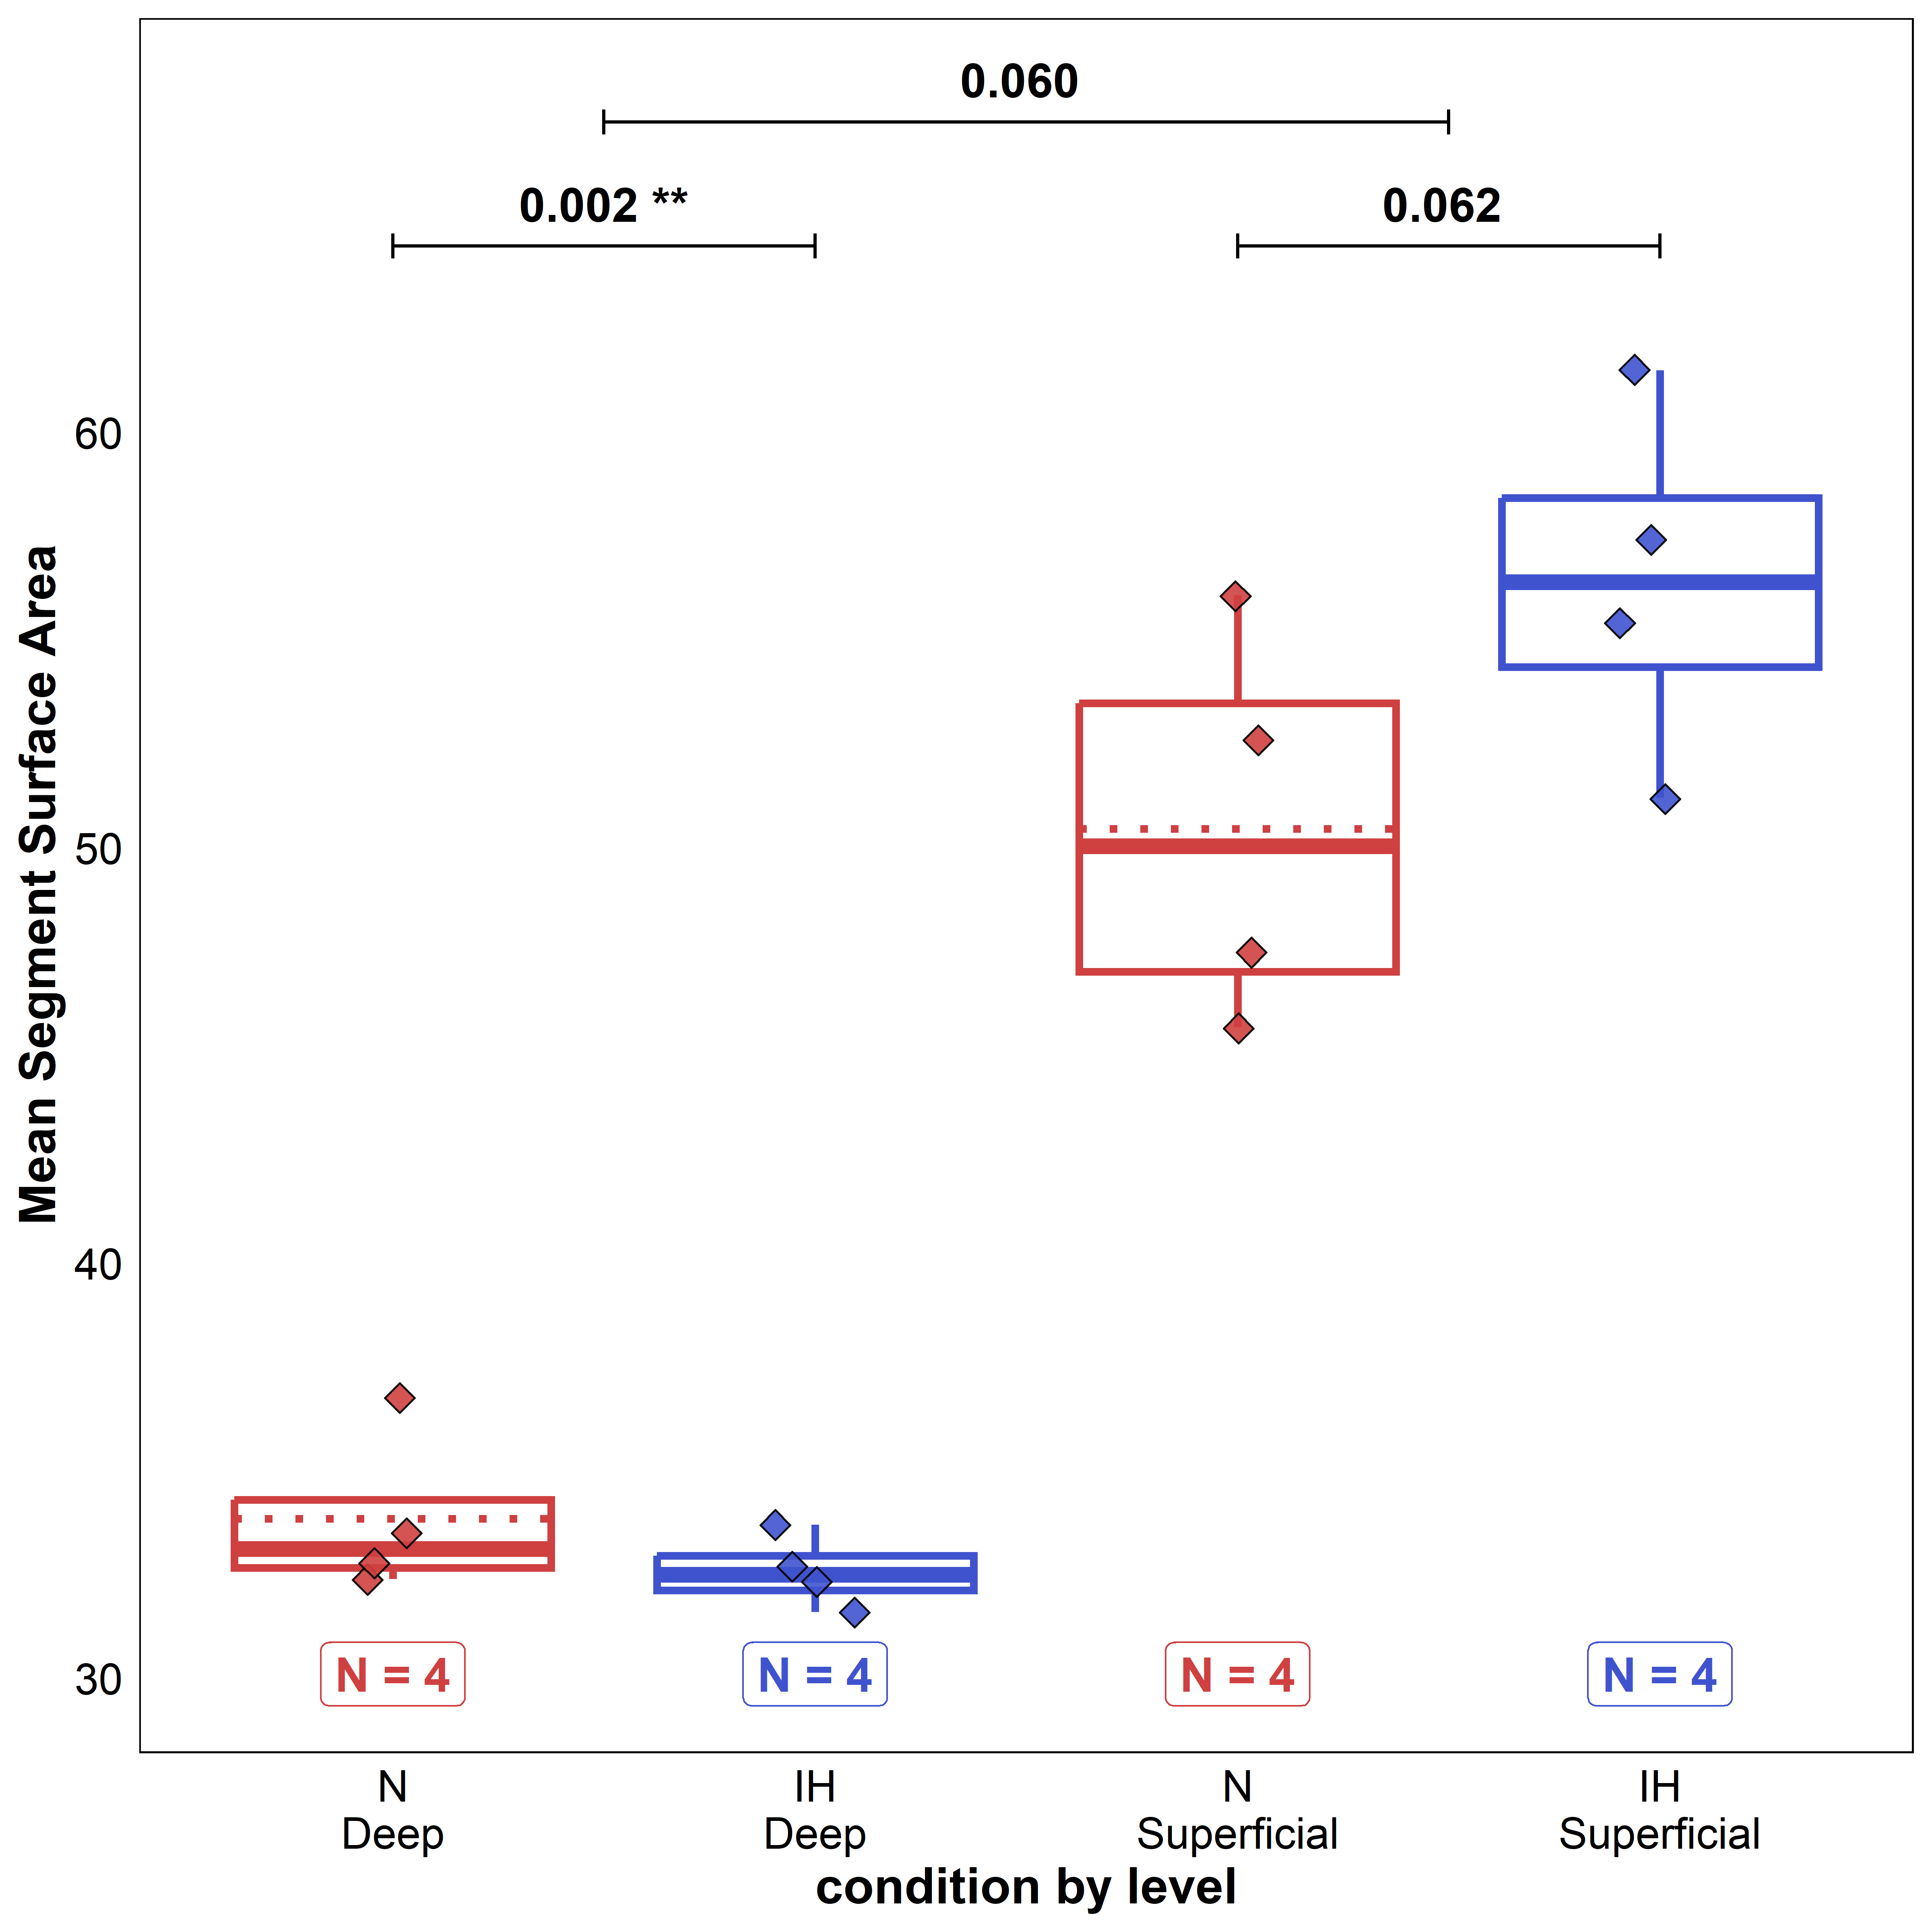 0.060
0.002 **
0.062
Mean Segment Surface Area
60
50
40
30
N = 4
N = 4
N = 4
N = 4
N
Deep
IH
Deep
N
Superficial
IH
Superficial
condition by level